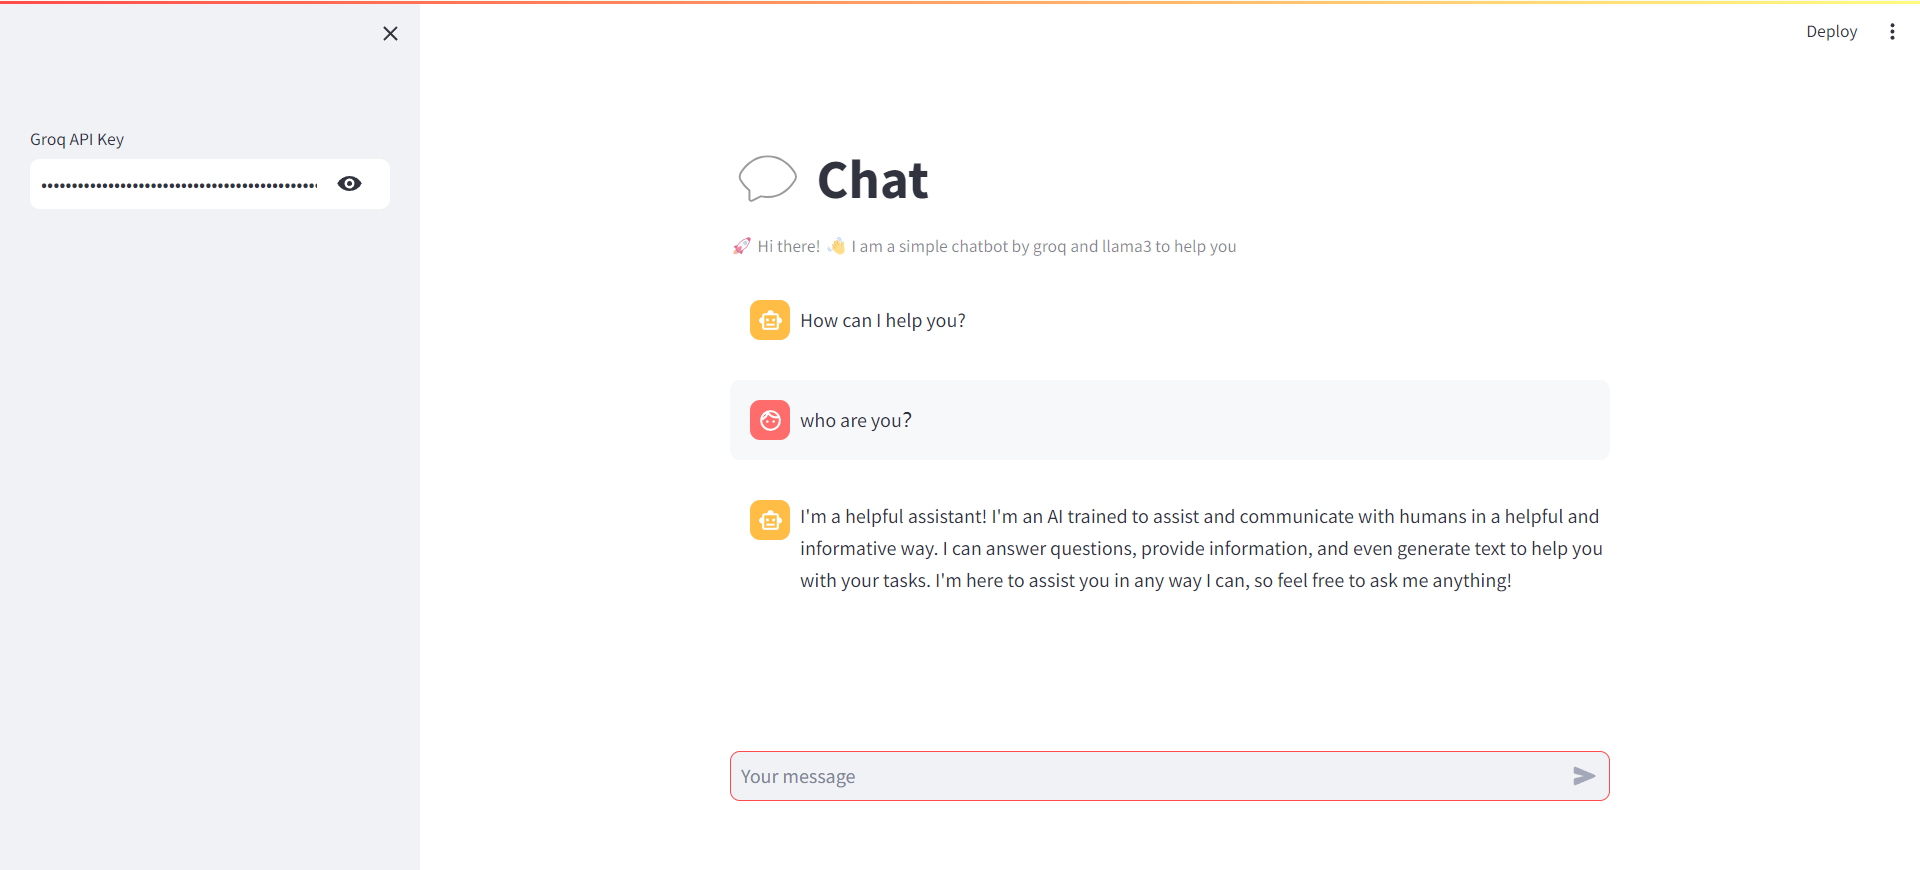 Deploy
Groq API Key
Chat
🚀 Hi there! 👋 I am a simple chatbot by groq and llama3 to help you
How can I help you?
who are you?
I'm a helpful assistant! I'm an AI trained to assist and communicate with humans in a helpful and
informative way. I can answer questions, provide information, and even generate text to help you
with your tasks. I'm here to assist you in any way I can, so feel free to ask me anything!
Your message